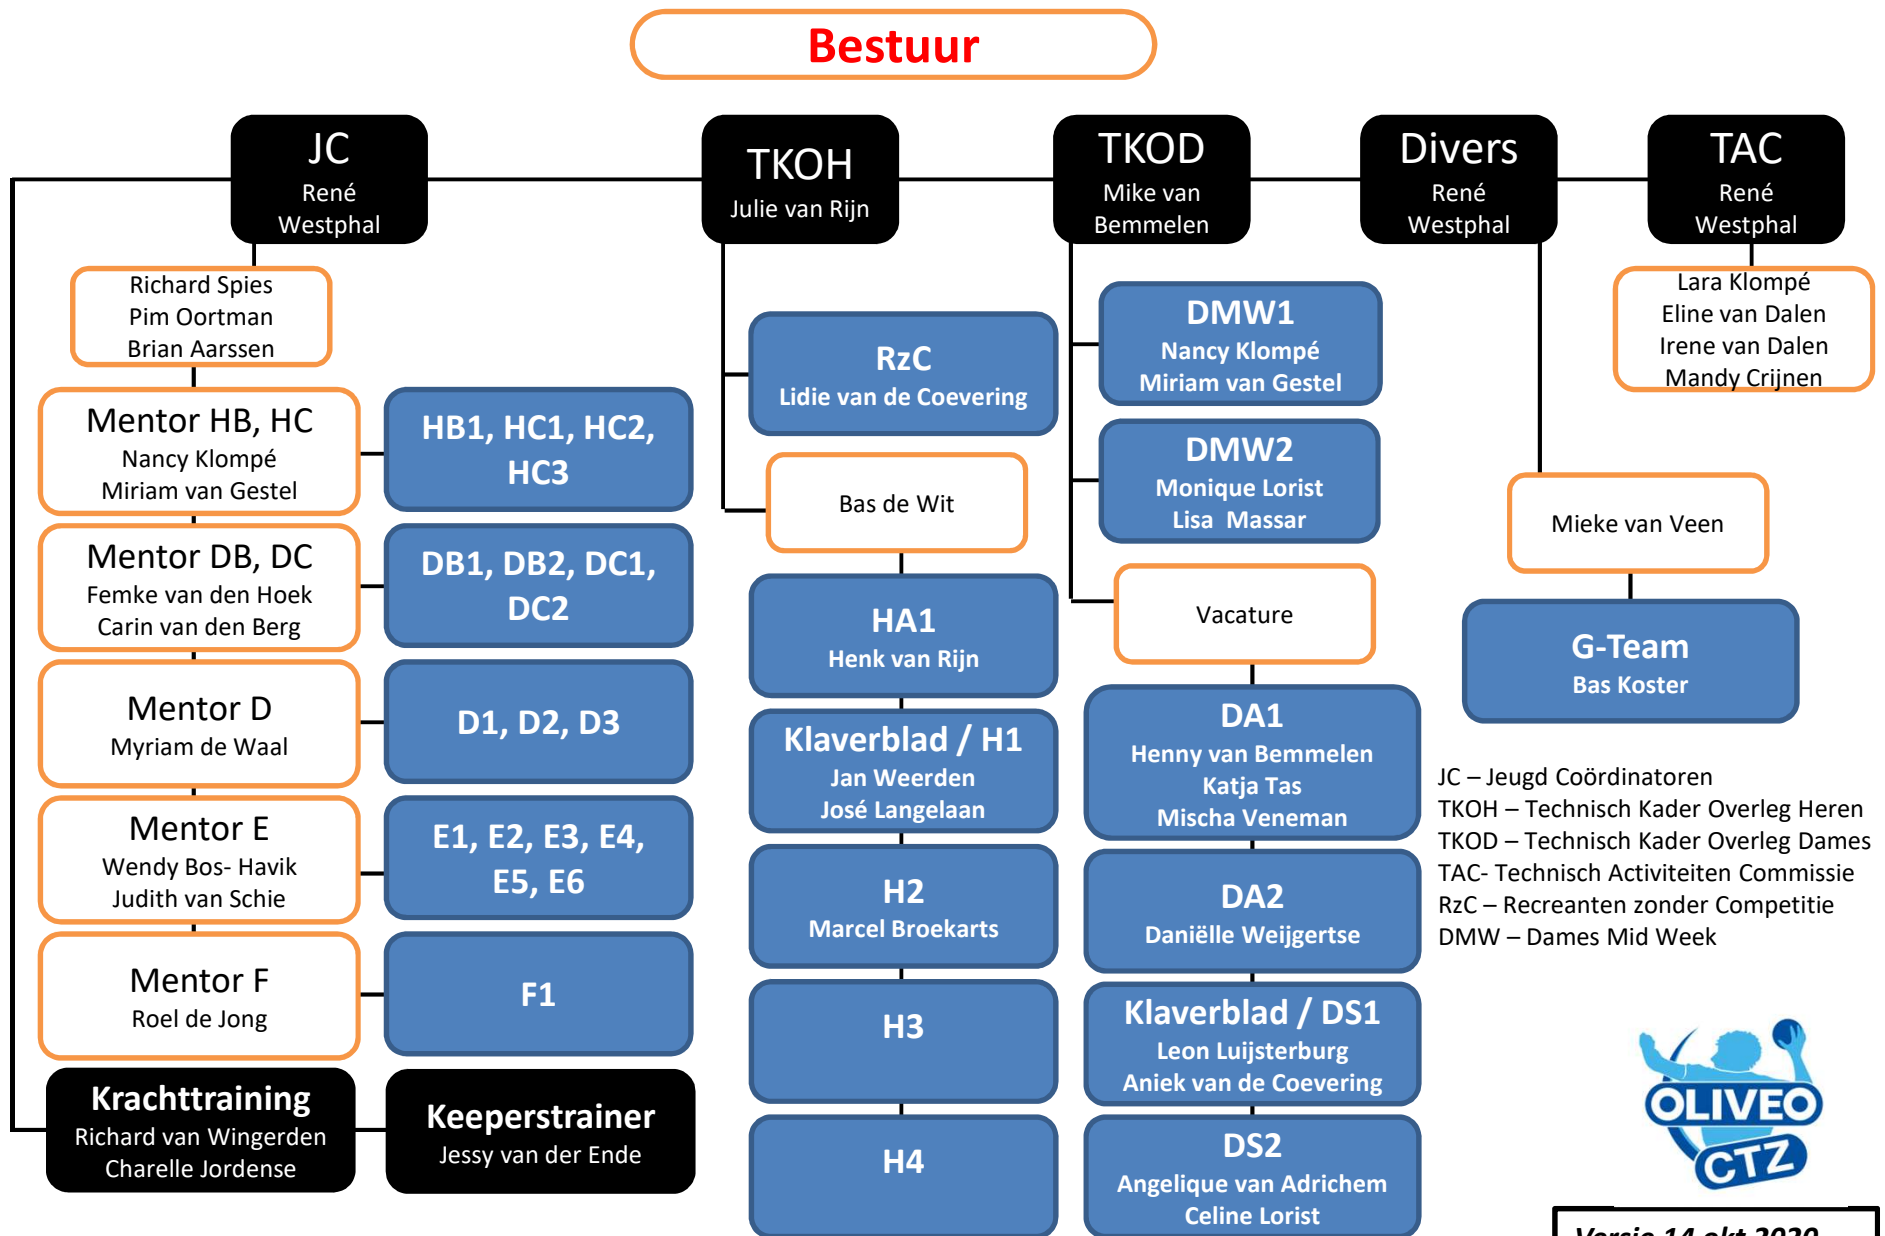 Bestuur
JC
René
Westphal
TKOH
Julie van Rijn
TKOD
Mike van
Bemmelen
Divers
René
Westphal
TAC
René
Westphal
Richard Spies
Pim Oortman
Brian Aarssen
Mentor HB, HC
Nancy Klompé
Miriam van Gestel
HB1, HC1, HC2,
HC3
Mentor DB, DC
Femke van den Hoek
Carin van den Berg
DB1, DB2, DC1,
DC2
Mentor D
Myriam de Waal
D1, D2, D3
Mentor E
Wendy Bos- Havik
Judith van Schie
E1, E2, E3, E4,
E5, E6
Mentor F
Roel de Jong
F1
Krachttraining
Richard van Wingerden
Charelle Jordense
Keeperstrainer
Jessy van der Ende
RzC
Lidie van de Coevering
Bas de Wit
HA1
Henk van Rijn
Klaverblad / H1
Jan Weerden
José Langelaan
H2
Marcel Broekarts
H3
H4
DMW1
Nancy Klompé
Miriam van Gestel
DMW2
Monique Lorist
Lisa  Massar
Vacature
DA1
Henny van Bemmelen
Katja Tas
Mischa Veneman
DA2
Daniëlle Weijgertse
Klaverblad / DS1
Leon Luijsterburg
Aniek van de Coevering
DS2
Angelique van Adrichem
Celine Lorist
Mieke van Veen
G-Team
Bas Koster
Lara Klompé
Eline van Dalen
Irene van Dalen
Mandy Crijnen
JC – Jeugd Coördinatoren
TKOH – Technisch Kader Overleg Heren
TKOD – Technisch Kader Overleg Dames
TAC- Technisch Activiteiten Commissie
RzC – Recreanten zonder Competitie
DMW – Dames Mid Week
OLIVEO
CTZ
Versie 14 okt 2020